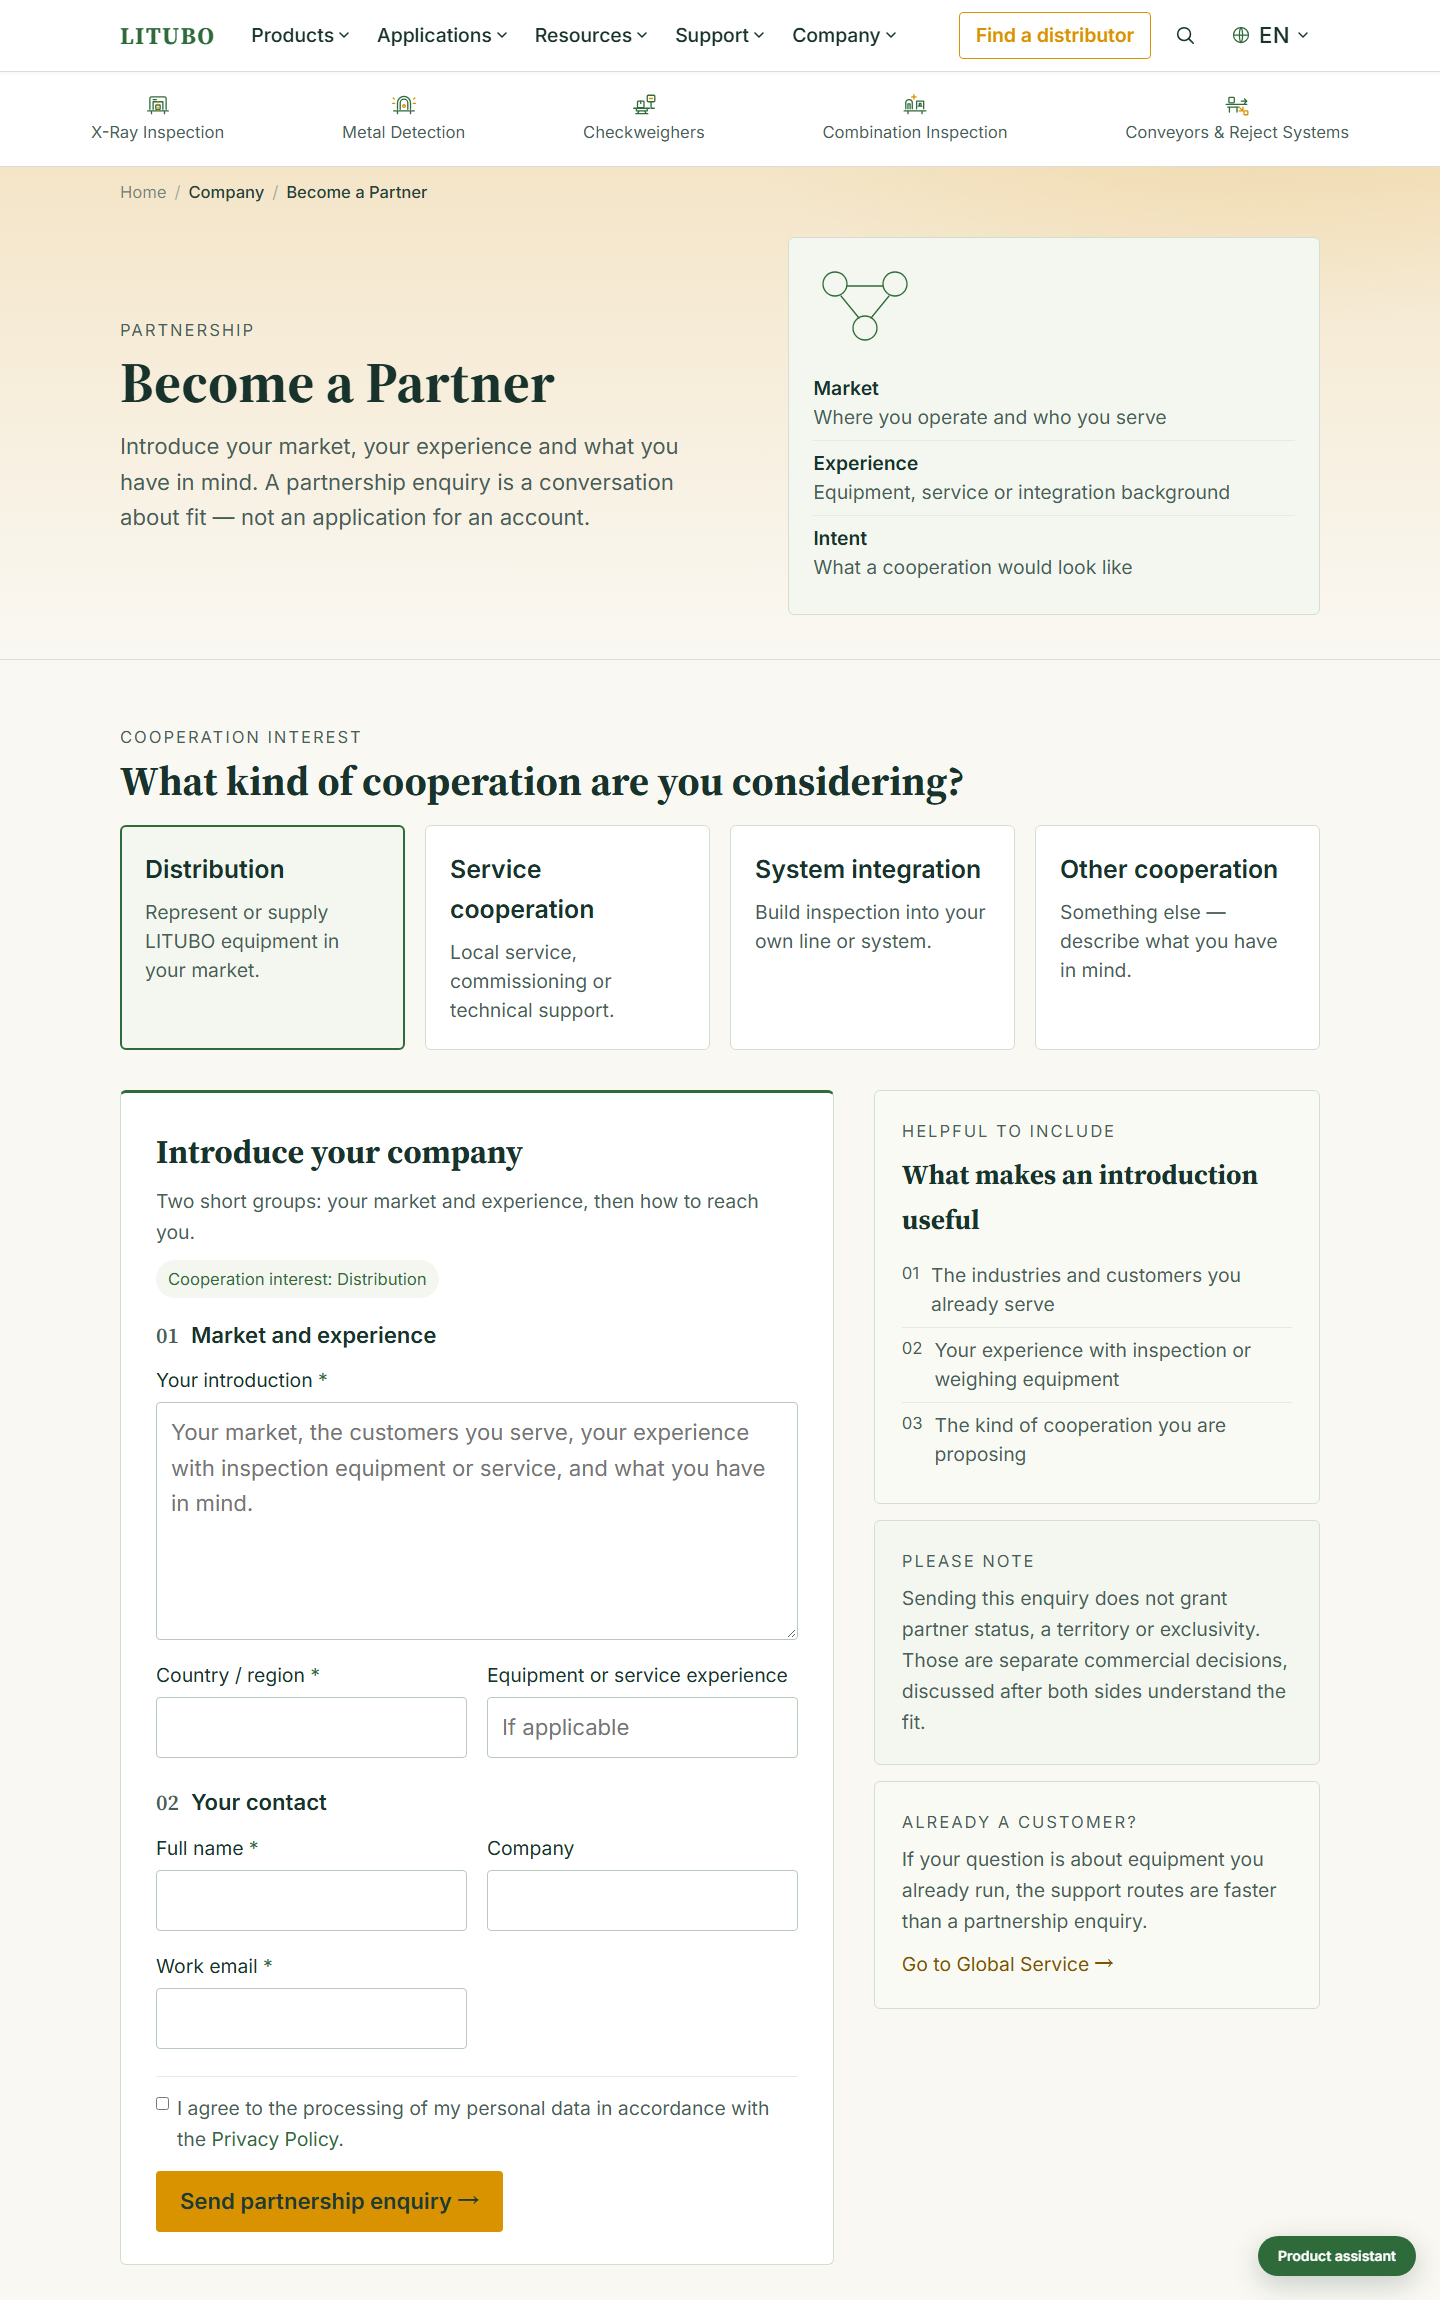 LITUBO
Products
Applications
Resources
Support
Company
Find a distributor
EN
X-Ray Inspection
Metal Detection
Checkweighers
Combination Inspection
Conveyors & Reject Systems
Home / Company / Become a Partner
PARTNERSHIP
Become a Partner
Introduce your market, your experience and what you
have in mind. A partnership enquiry is a conversation
about fit — not an application for an account.
Market
Where you operate and who you serve
Experience
Equipment, service or integration background
Intent
What a cooperation would look like
COOPERATION INTEREST
What kind of cooperation are you considering?
Distribution
Represent or supply
LITUBO equipment in
your market.
Service
cooperation
Local service,
commissioning or
technical support.
System integration
Build inspection into your
own line or system.
Other cooperation
Something else —
describe what you have
in mind.
Introduce your company
Two short groups: your market and experience, then how to reach
you.
Cooperation interest: Distribution
01 Market and experience
Your introduction *
Your market, the customers you serve, your experience
with inspection equipment or service, and what you have
in mind.
Country / region *
Equipment or service experience
If applicable
02 Your contact
Full name *
Company
Work email *
I agree to the processing of my personal data in accordance with
the Privacy Policy.
Send partnership enquiry →
HELPFUL TO INCLUDE
What makes an introduction
useful
01 The industries and customers you
already serve
02 Your experience with inspection or
weighing equipment
03 The kind of cooperation you are
proposing
PLEASE NOTE
Sending this enquiry does not grant
partner status, a territory or exclusivity.
Those are separate commercial decisions,
discussed after both sides understand the
fit.
ALREADY A CUSTOMER?
If your question is about equipment you
already run, the support routes are faster
than a partnership enquiry.
Go to Global Service →
Product assistant